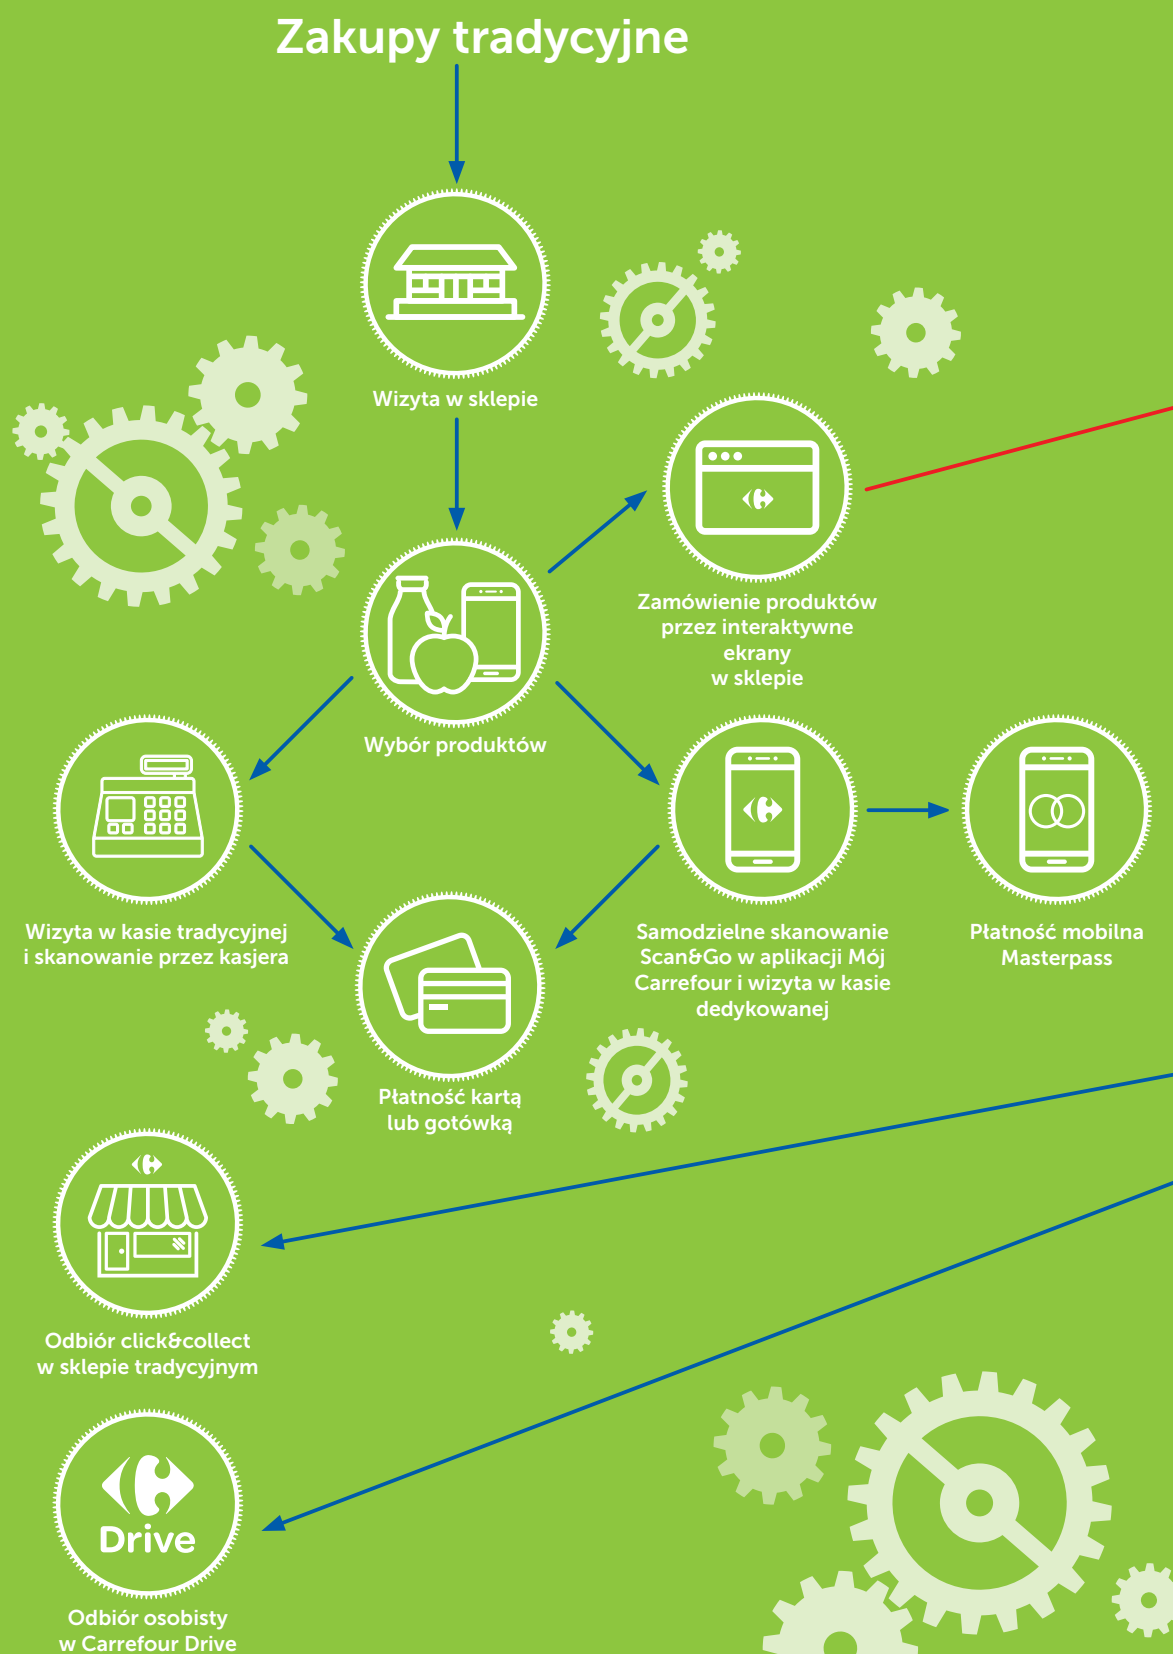 Zakupy tradycyjne
Wizyta w sklepie
Zamówienie produktów
przez interaktywne
ekrany
w sklepie
Wybór produktów
Wizyta w kasie tradycyjnej
i skanowanie przez kasjera
Samodzielne skanowanie
Scan&Go w aplikacji Mój
Carrefour i wizyta w kasie
dedykowanej
Płatność mobilna
Masterpass
Płatność kartą
lub gotówką
Odbiór click&collect
w sklepie tradycyjnym
Drive
Odbiór osobisty
w Carrefour Drive